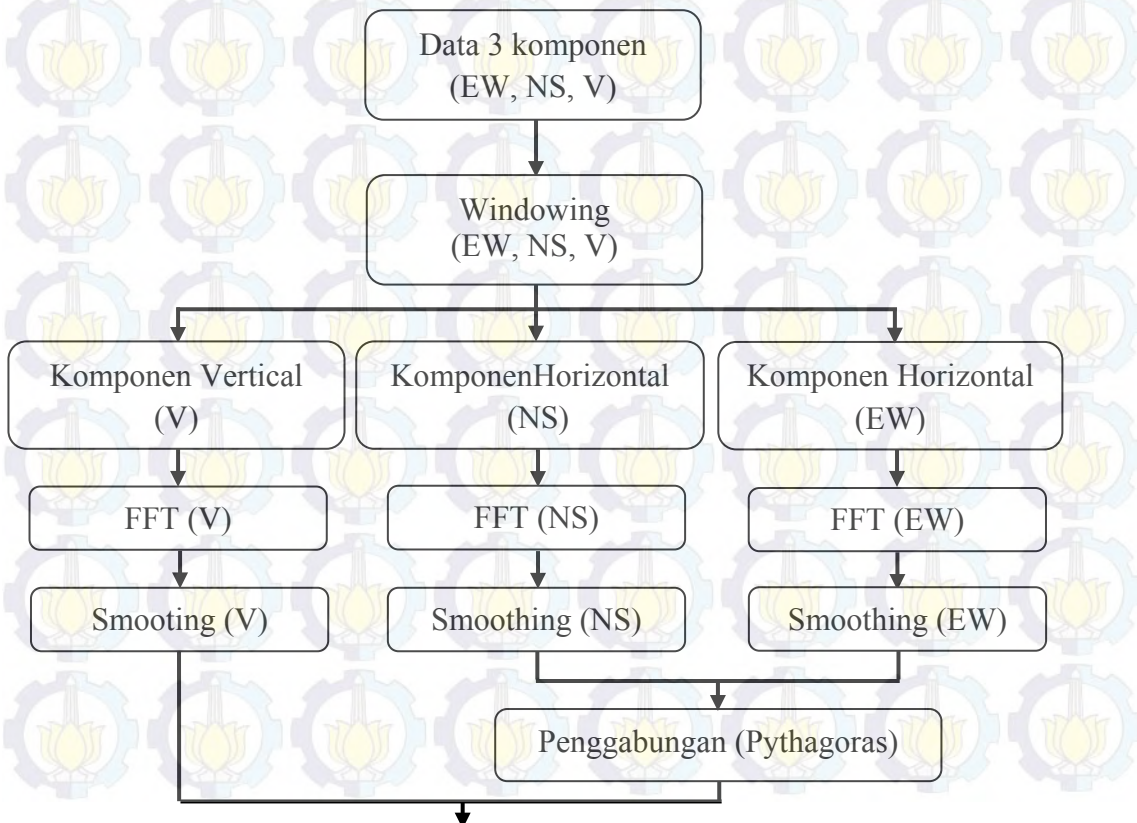 Data 3 komponen
(EW, NS, V)
Windowing
(EW, NS, V)
Komponen Vertical
(V)
KomponenHorizontal
(NS)
Komponen Horizontal
(EW)
FFT (V)
FFT (NS)
FFT (EW)
Smooting (V)
Smoothing (NS)
Smoothing (EW)
Penggabungan (Pythagoras)